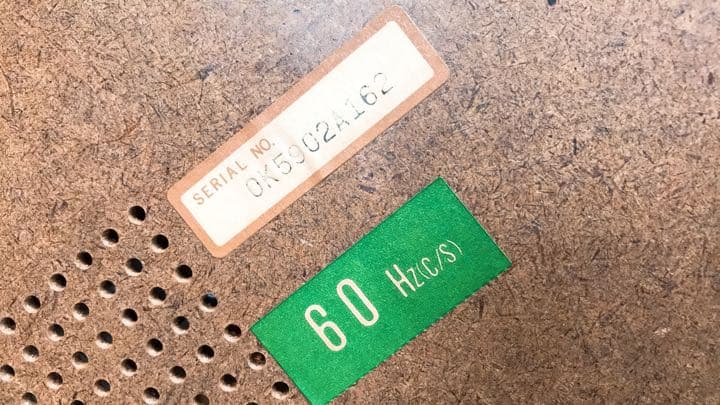 SERIAL NO.
0K5902A162
60 Hz(C/S)